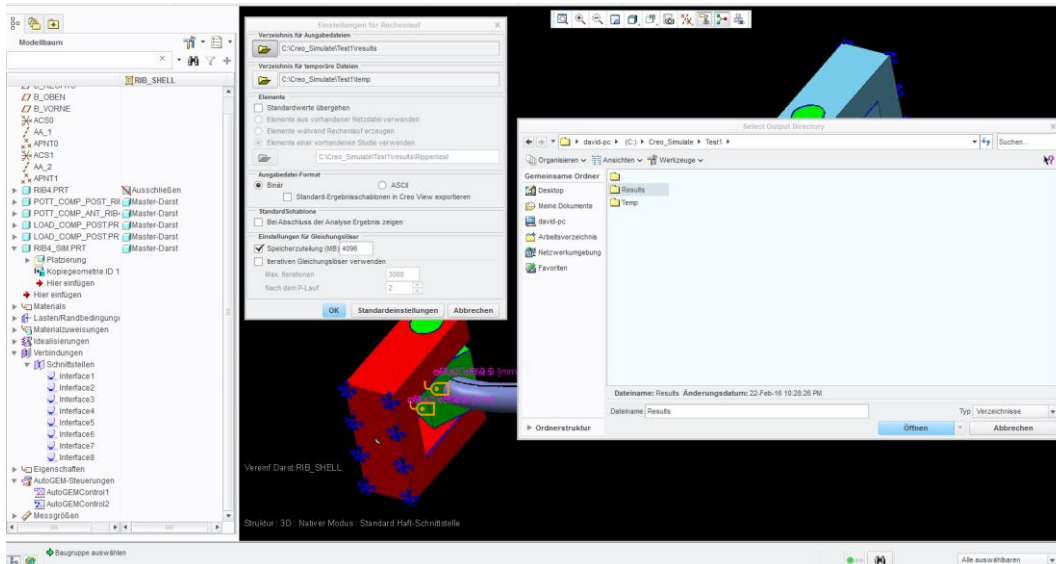 Modellbaum
RIB_SHELL
B_OBEN
B_VORNE
ACS0
AA_1
APNT0
ACS1
AA_2
APNT1
RIB4.PRT Ausschließen
POTT_COMP_POST_RI Master-Darst
POTT_COMP_ANT_RIB Master-Darst
LOAD_COMP_POST.PR Master-Darst
LOAD_COMP_POST.PR Master-Darst
RIB4_SIM.PRT Master-Darst
Platzierung
Kopiegeometrie ID 1
Hier einfügen
Hier einfügen
Materials
Lasten/Randbedingung
Materialzuweisungen
Idealisierungen
Verbindungen
Schnittstellen
Interface1
Interface2
Interface3
Interface4
Interface5
Interface6
Interface7
Interface8
Eigenschaften
AutoGEM-Steuerungen
AutoGEMControl1
AutoGEMControl2
Messgrößen
Baugruppe auswählen
Einstellungen für Rechenlauf
Verzeichnis für Ausgabedateien
C:\Creo_Simulate\Test1\results
Verzeichnis für temporäre Dateien
C:\Creo_Simulate\Test1\temp
Elemente
Standardwerte übergehen
Elemente aus vorhandener Netzdatei verwenden
Elemente während Rechenlauf erzeugen
Elemente einer vorhandenen Studie verwenden
C:\Creo_Simulate\Test1\results\Rippentest
Ausgabedatei-Format
Binär ASCII
Standard-Ergebnisschablonen in Creo View exportieren
StandardSchablone
Bei Abschluss der Analyse Ergebnis zeigen
Einstellungen für Gleichungslöser
Speicherzuteilung (MB) 4096
Iterativen Gleichungslöser verwenden
Max. Iterationen 3000
Nach dem P-Lauf 2
OK Standardeinstellungen Abbrechen
Vereinf Darst:RIB_SHELL
Struktur : 3D : Nativer Modus : Standard Haft-Schnittstelle
Select Output Directory
david-pc (C:) Creo_Simulate Test1 Suchen...
Organisieren Ansichten Werkzeuge
Gemeinsame Ordner
Desktop
Meine Dokumente
david-pc
Arbeitsverzeichnis
Netzwerkumgebung
Favoriten
Results
Temp
Dateiname: Results Änderungsdatum: 22-Feb-16 10:28:26 PM
Dateiname: Results Typ Verzeichnisse
Ordnerstruktur Öffnen Abbrechen
Alle auswählbaren